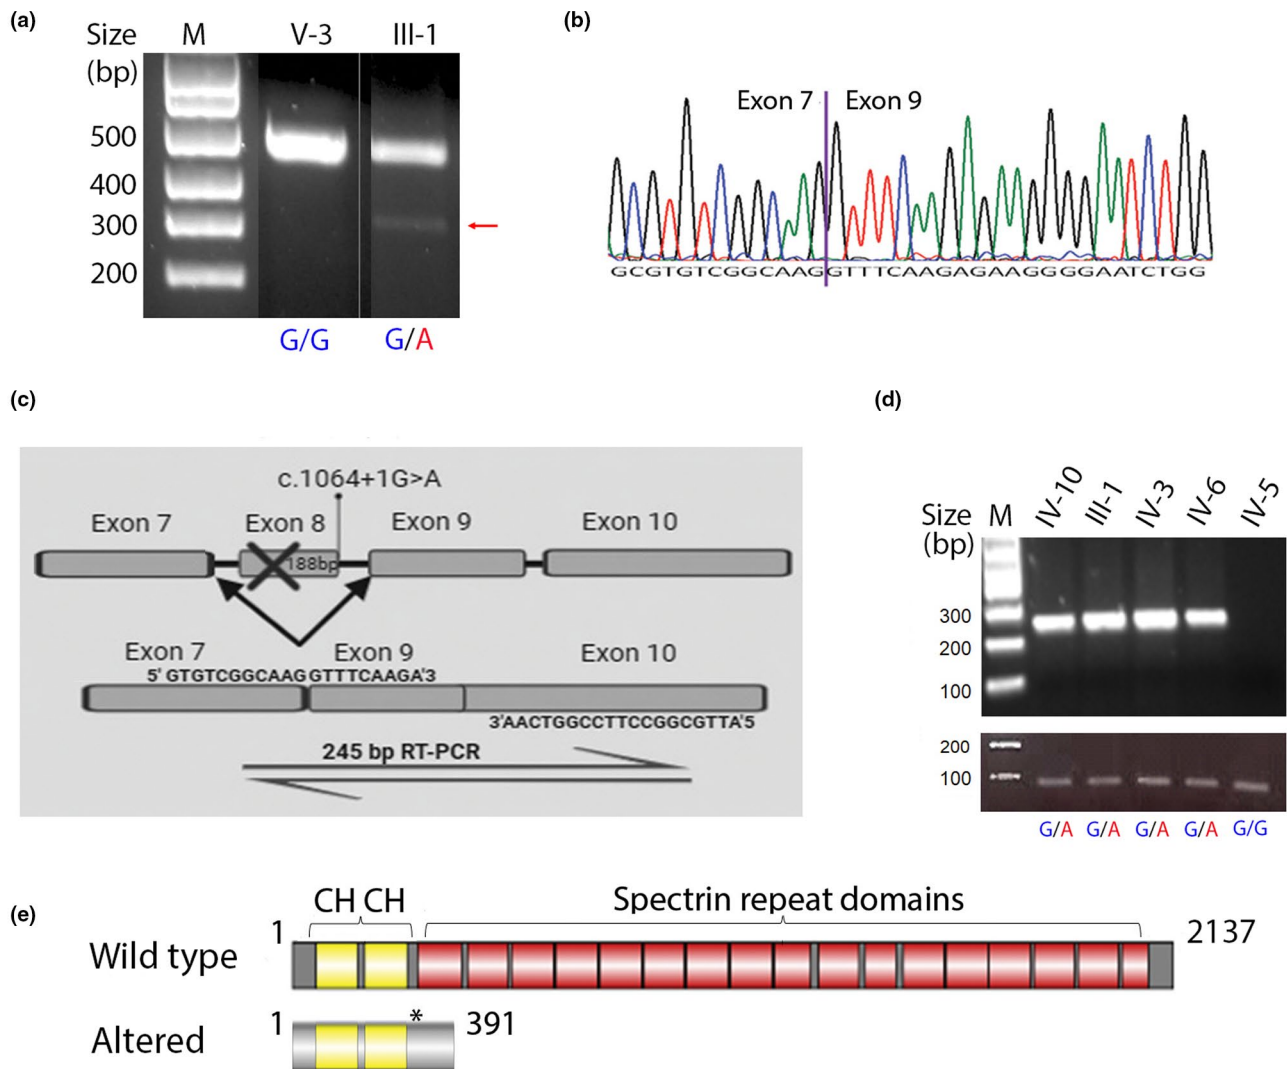 (a)
Size M V-3 III-1
(bp)
500
400
300
200
G/G G/A
(b)
Exon 7 Exon 9
GCGTGTCGGCAAGGTTTCAAGAGAAGGGGAATCTGG
(c)
c.1064+1G>A
Exon 7 Exon 8 Exon 9 Exon 10
188bp
Exon 7 Exon 9 Exon 10
5' GTGTCGGCAAG GTTTCAAGA'3
3'AACTGGCCTTCCGGCGTTA'5
245 bp RT-PCR
(d)
Size M IV-10 III-1 IV-3 IV-6 IV-5
(bp)
300
200
100
200
100
G/A G/A G/A G/A G/G
(e)
CH CH Spectrin repeat domains
Wild type 1 2137
Altered 1 * 391